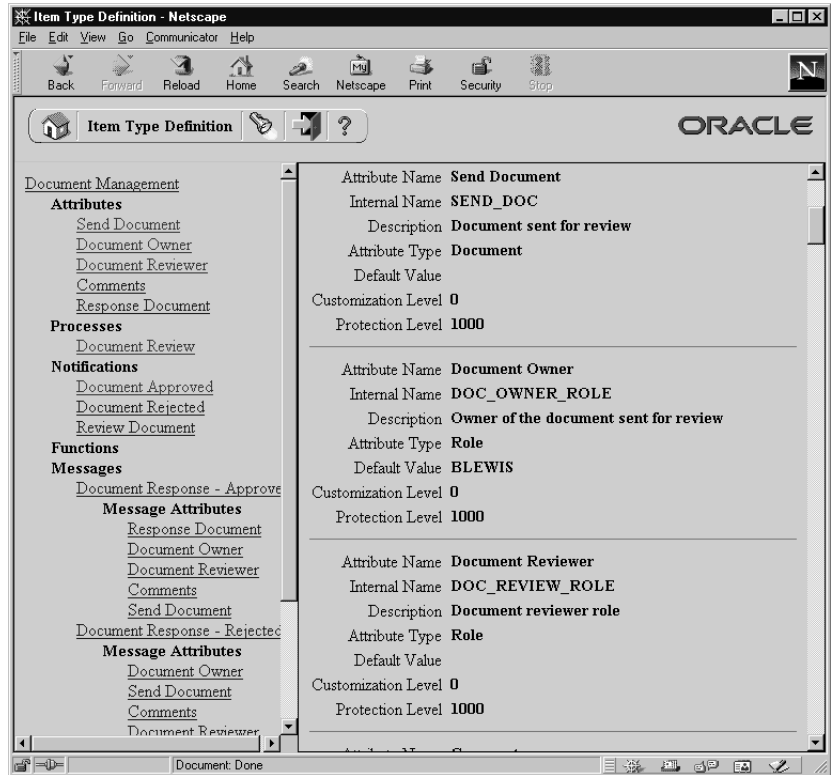 Item Type Definition - Netscape
File Edit View Go Communicator Help
Back Forward Reload Home Search Netscape Print Security Stop
My
N
Item Type Definition
?
ORACLE
Document Management
Attributes
Send Document
Document Owner
Document Reviewer
Comments
Response Document
Processes
Document Review
Notifications
Document Approved
Document Rejected
Review Document
Functions
Messages
Document Response - Approve
Message Attributes
Response Document
Document Owner
Document Reviewer
Comments
Send Document
Document Response - Rejected
Message Attributes
Document Owner
Send Document
Comments
Document Reviewer
Attribute Name Send Document
Internal Name SEND_DOC
Description Document sent for review
Attribute Type Document
Default Value
Customization Level 0
Protection Level 1000
Attribute Name Document Owner
Internal Name DOC_OWNER_ROLE
Description Owner of the document sent for review
Attribute Type Role
Default Value BLEWIS
Customization Level 0
Protection Level 1000
Attribute Name Document Reviewer
Internal Name DOC_REVIEW_ROLE
Description Document reviewer role
Attribute Type Role
Default Value
Customization Level 0
Protection Level 1000
Document: Done